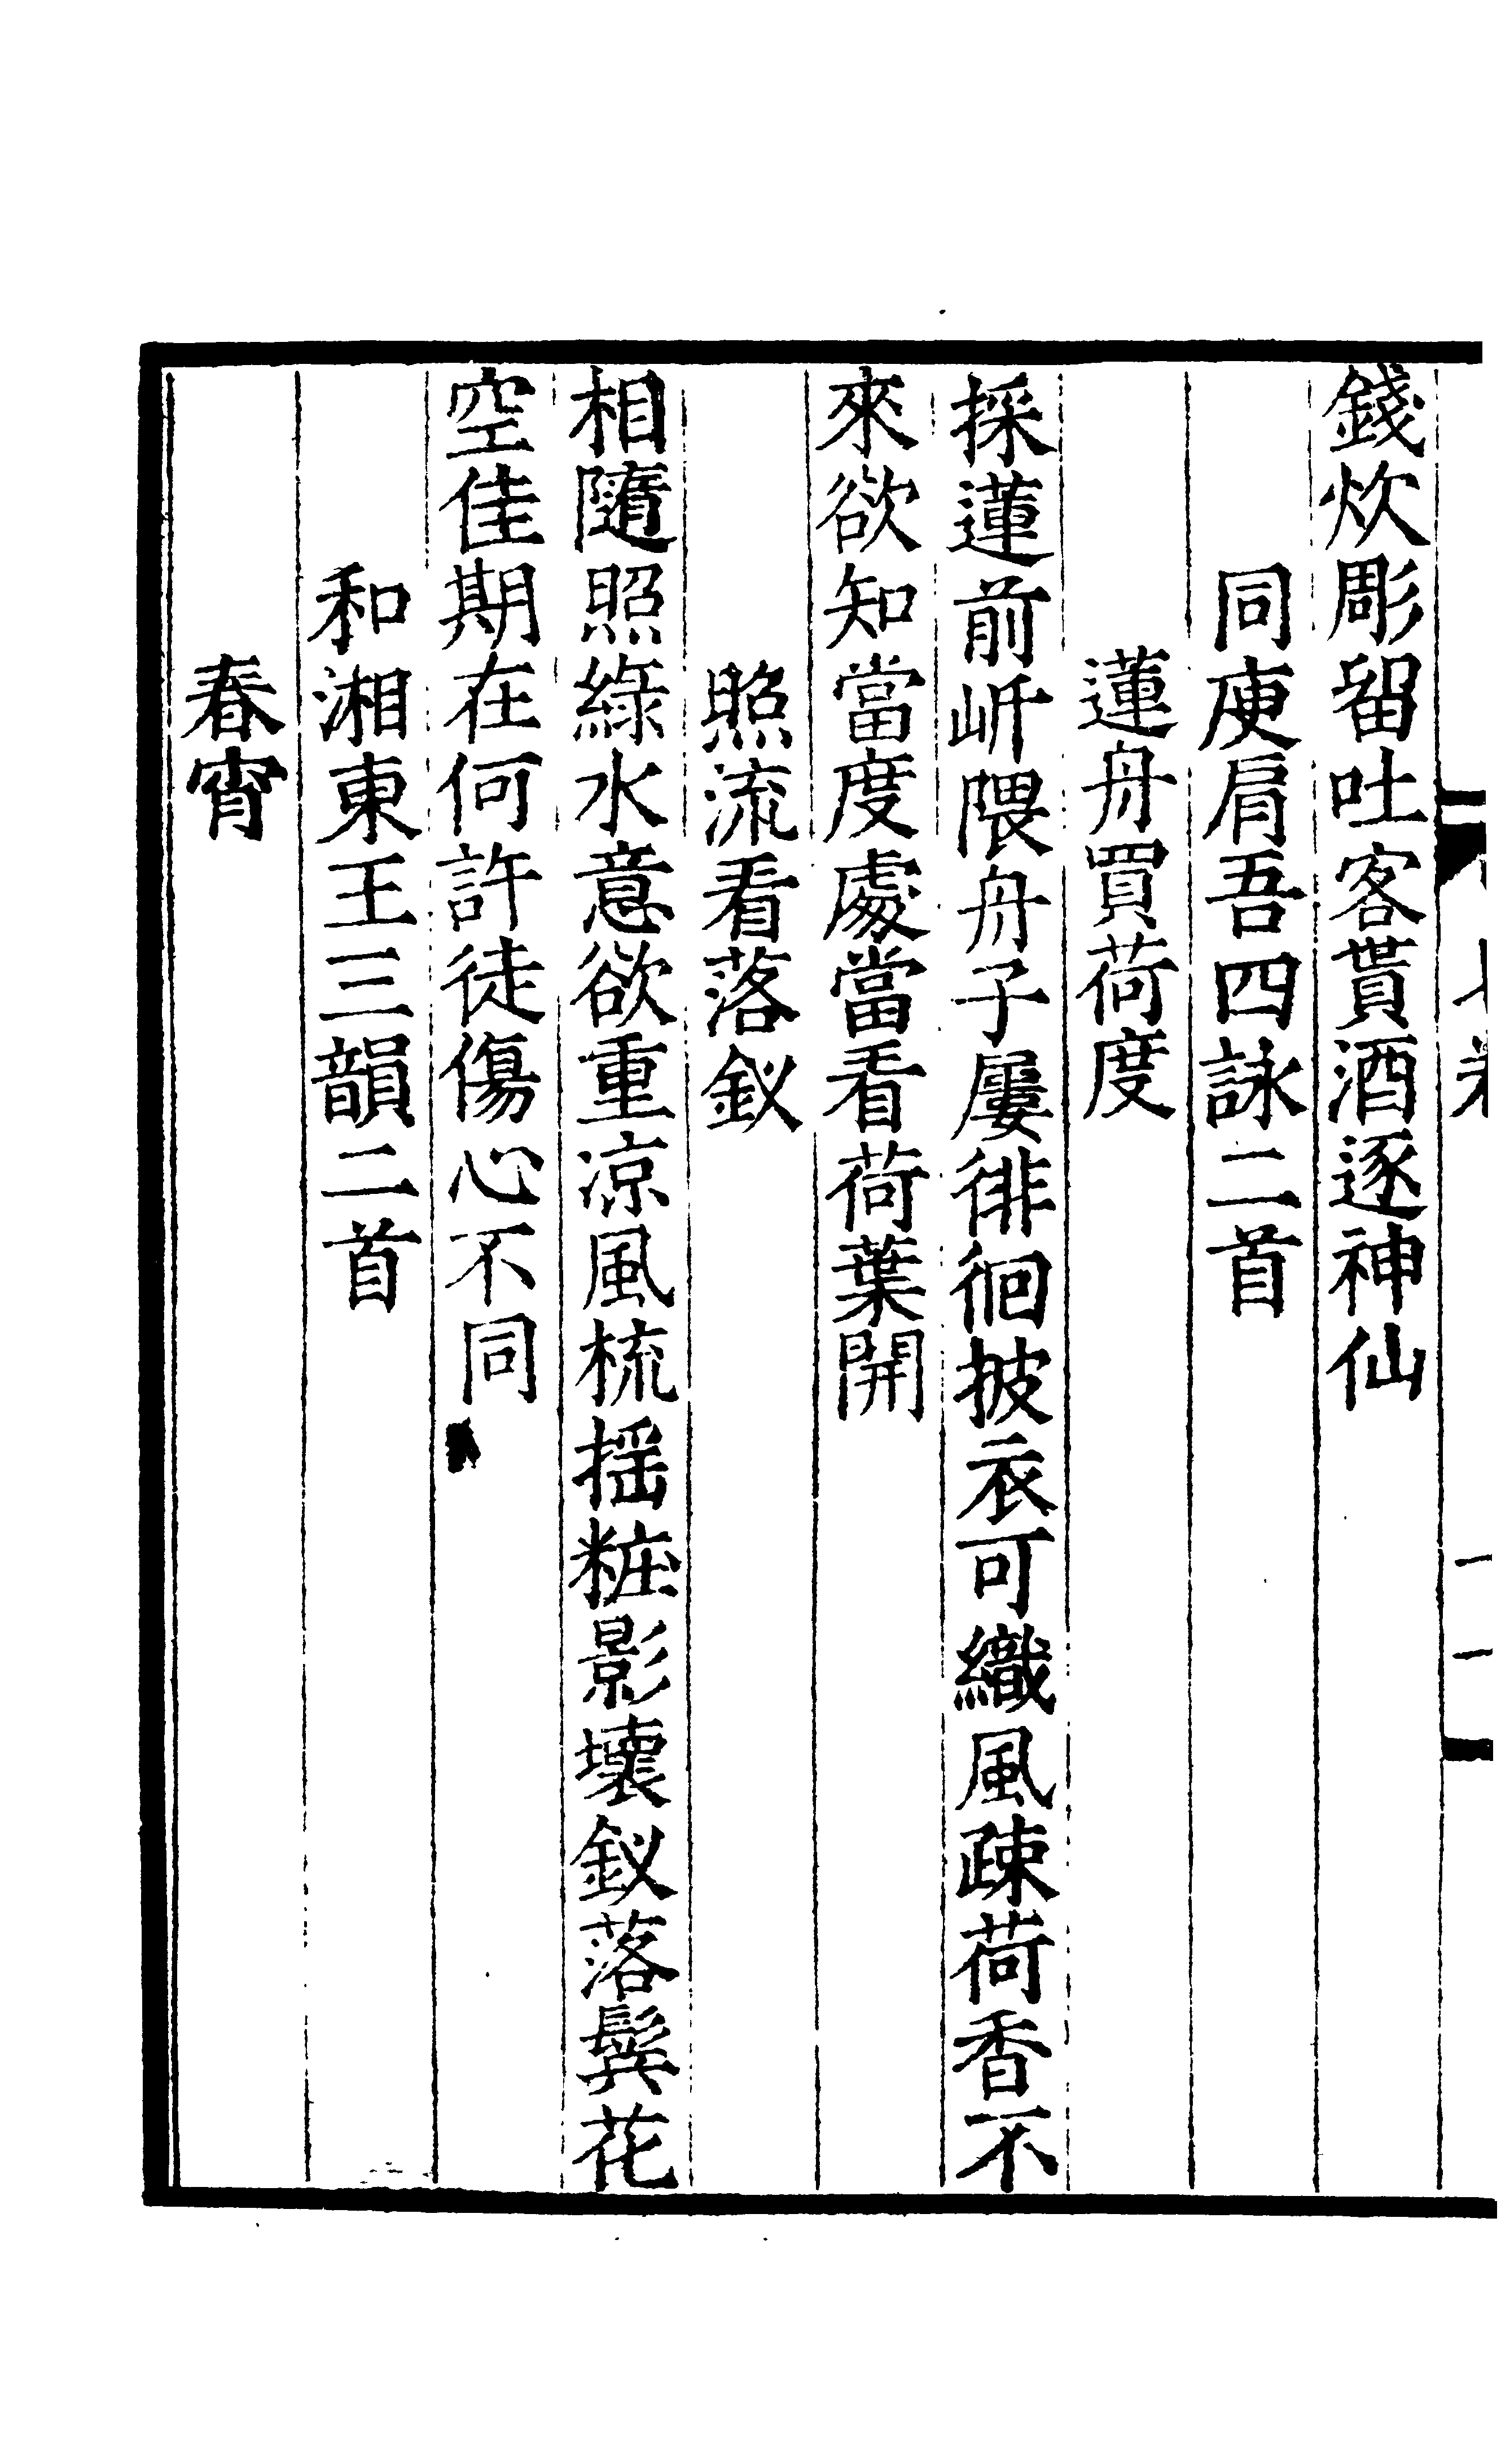 錢炊彫留吐客貰酒逐神仙
同庾肩吾四詠二首
蓮舟買荷度
採蓮前岍隈舟子屢徘徊披衣可織風疎荷香不
來欲知當度處當看荷葉開
照流看落釵
相隨照綠水意欲重凉風梳揺粧影壞釵落鬂花
空佳期在何許徒傷心不同
和湘東王三韻二首
春宵